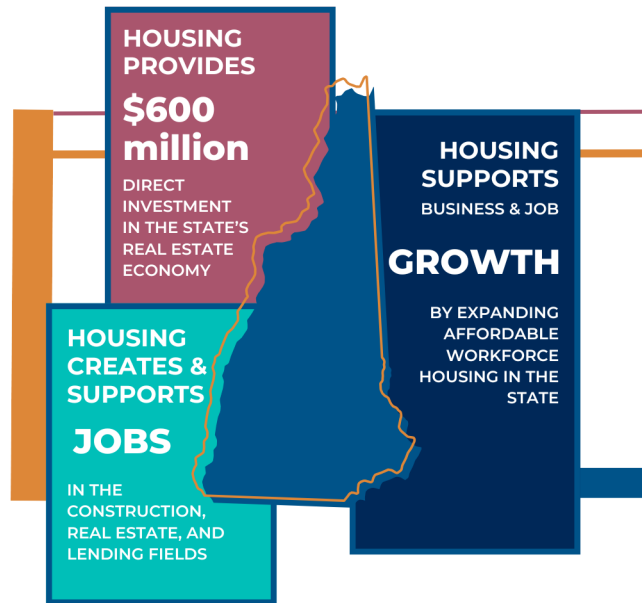 HOUSING
PROVIDES
$600
million
DIRECT
INVESTMENT
IN THE STATE'S
REAL ESTATE
ECONOMY
HOUSING
SUPPORTS
BUSINESS & JOB
GROWTH
BY EXPANDING
AFFORDABLE
WORKFORCE
HOUSING IN THE
STATE
HOUSING
CREATES &
SUPPORTS
JOBS
IN THE
CONSTRUCTION,
REAL ESTATE, AND
LENDING FIELDS